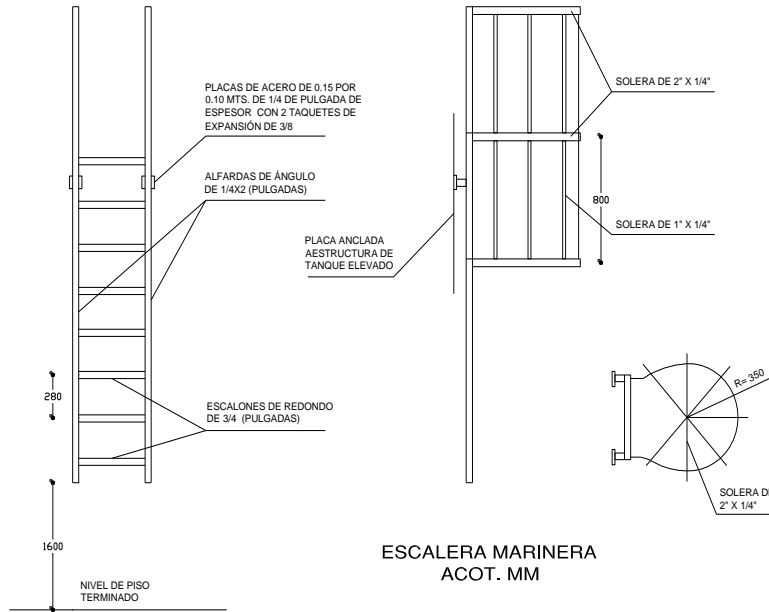 PLACAS DE ACERO DE 0.15 POR
0.10 MTS. DE 1/4 DE PULGADA DE
ESPESOR CON 2 TAQUETES DE
EXPANSIÓN DE 3/8
ALFARDAS DE ÁNGULO
DE 1/4X2 (PULGADAS)
280
ESCALONES DE REDONDO
DE 3/4 (PULGADAS)
1600
NIVEL DE PISO
TERMINADO
SOLERA DE 2" X 1/4"
800
SOLERA DE 1" X 1/4"
PLACA ANCLADA
AESTRUCTURA DE
TANQUE ELEVADO
R= 350
SOLERA DE
2" X 1/4"
ESCALERA MARINERA
ACOT. MM